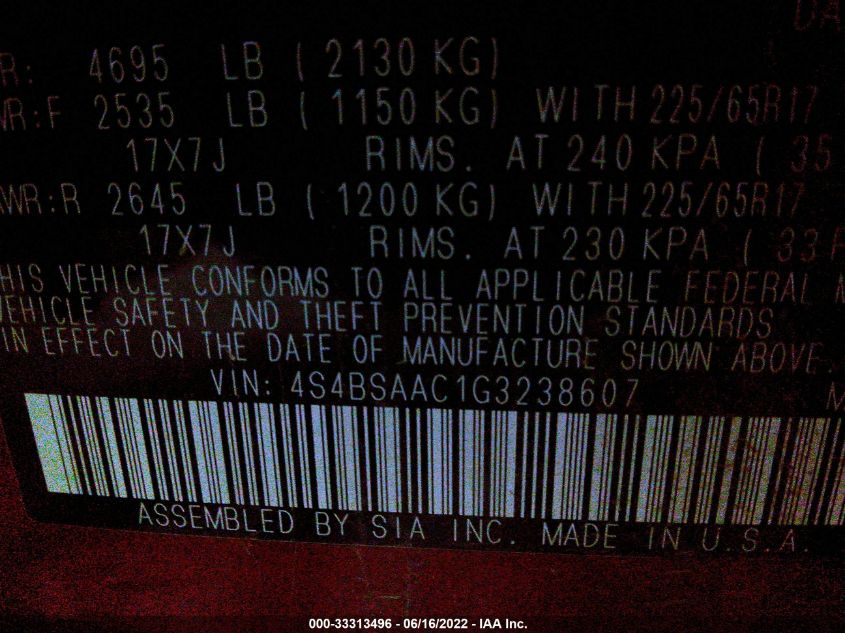 DA
R: 4695 LB ( 2130 KG)
WR:F 2535 LB ( 1150 KG) WITH 225/65R17
17X7J RIMS. AT 240 KPA ( 35
WR:R 2645 LB ( 1200 KG) WITH 225/65R17
17X7J RIMS. AT 230 KPA ( 33 P
HIS VEHICLE CONFORMS TO ALL APPLICABLE FEDERAL M
VEHICLE SAFETY AND THEFT PREVENTION STANDARDS
IN EFFECT ON THE DATE OF MANUFACTURE SHOWN ABOVE.
VIN: 4S4BSAAC1G3238607 M
ASSEMBLED BY SIA INC. MADE IN U.S.A.
000-33313496 - 06/16/2022 - IAA Inc.